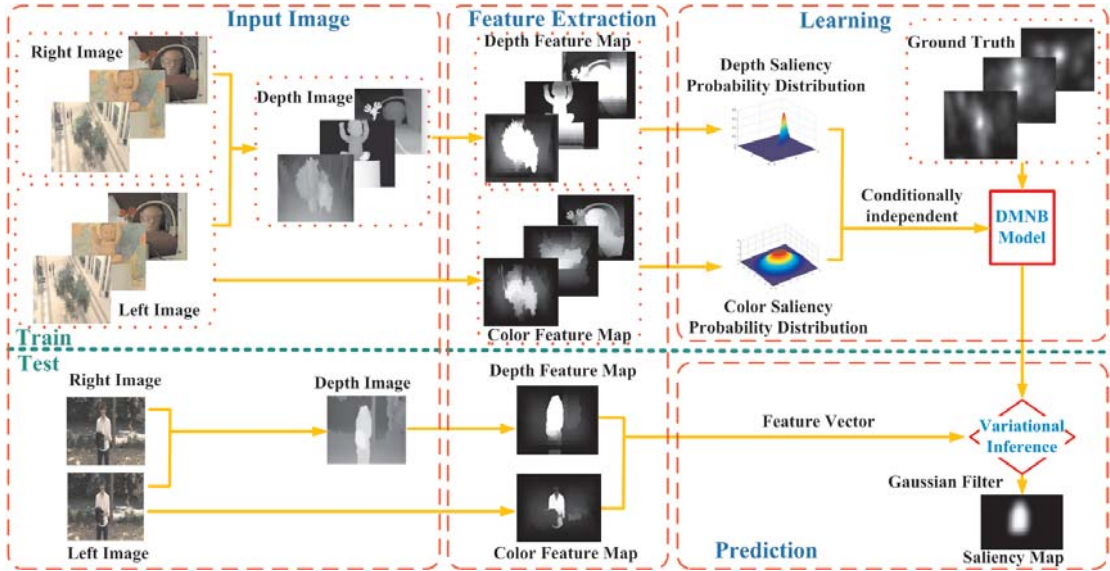 Input Image
Feature Extraction
Learning
Right Image
Depth Image
Left Image
Depth Feature Map
Color Feature Map
Depth Saliency
Probability Distribution
Ground Truth
Conditionally
independent
DMNB
Model
Color Saliency
Probability Distribution
Train
Test
Right Image
Depth Image
Left Image
Depth Feature Map
Color Feature Map
Feature Vector
Variational
Inference
Gaussian Filter
Saliency Map
Prediction